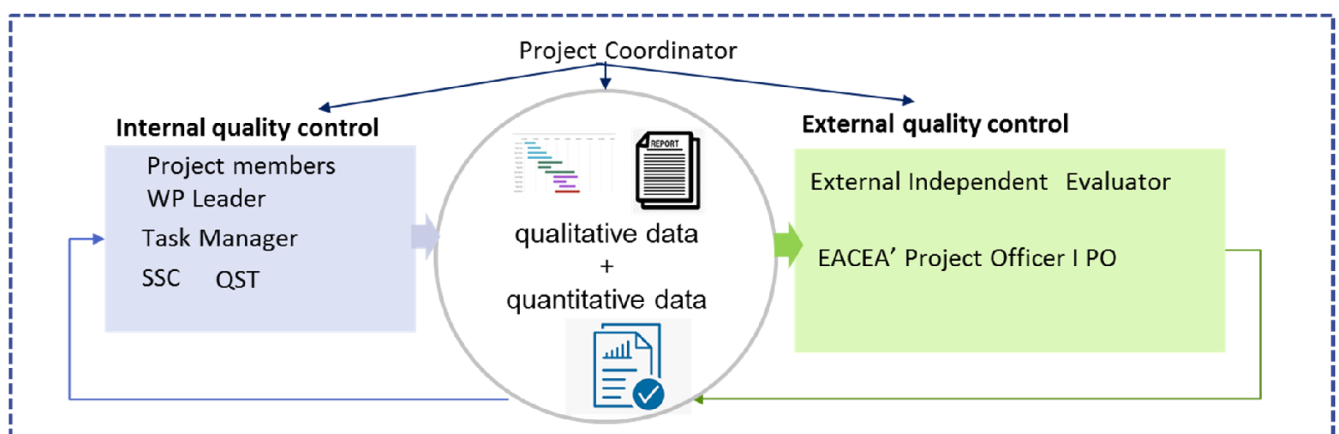 Project Coordinator
Internal quality control
Project members
WP Leader
Task Manager
SSC QST
REPORT
qualitative data
+
quantitative data
External quality control
External Independent Evaluator
EACEA’ Project Officer I PO